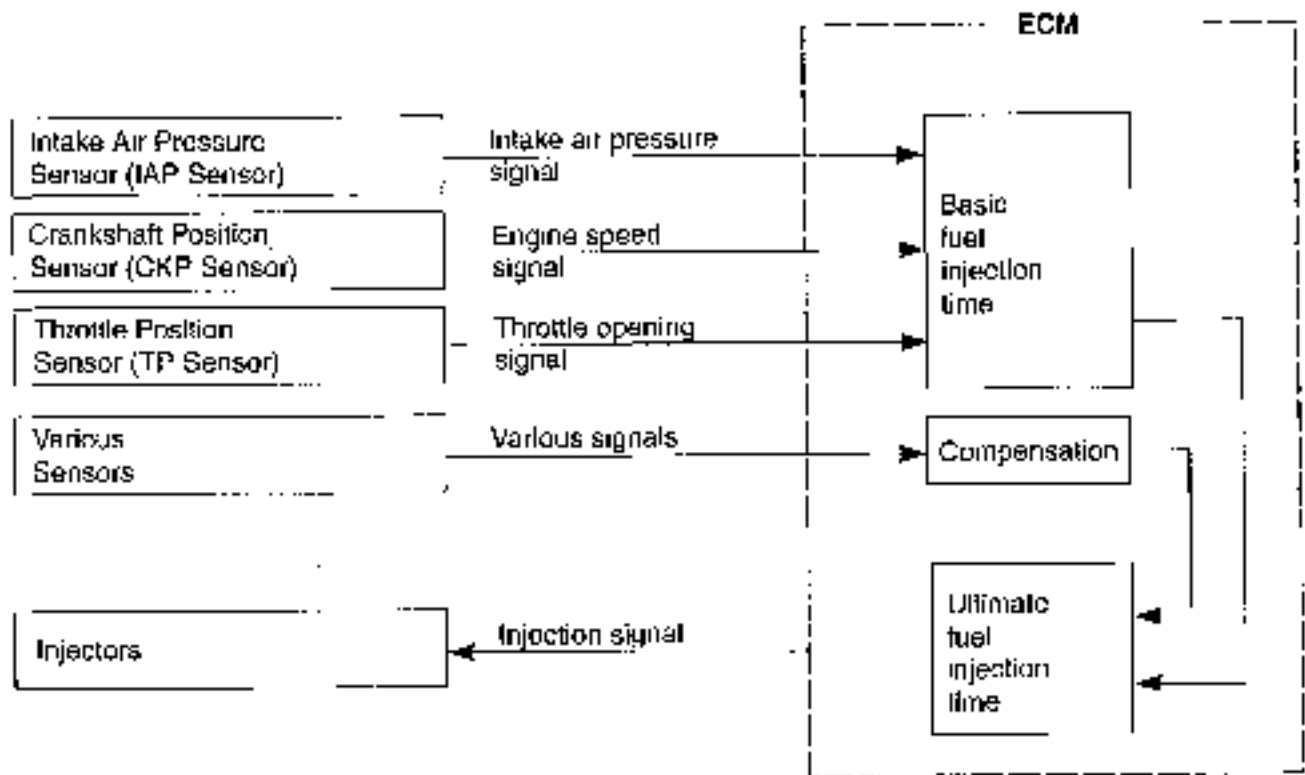 ECM
Intake Air Pressure
Sensor (IAP Sensor)
Intake air pressure
signal
Crankshaft Position
Sensor (CKP Sensor)
Engine speed
signal
Basic
fuel
injection
time
Throttle Position
Sensor (TP Sensor)
Throttle opening
signal
Various
Sensors
Various signals
Compensation
Injectors
Injection signal
Ultimate
fuel
injection
time